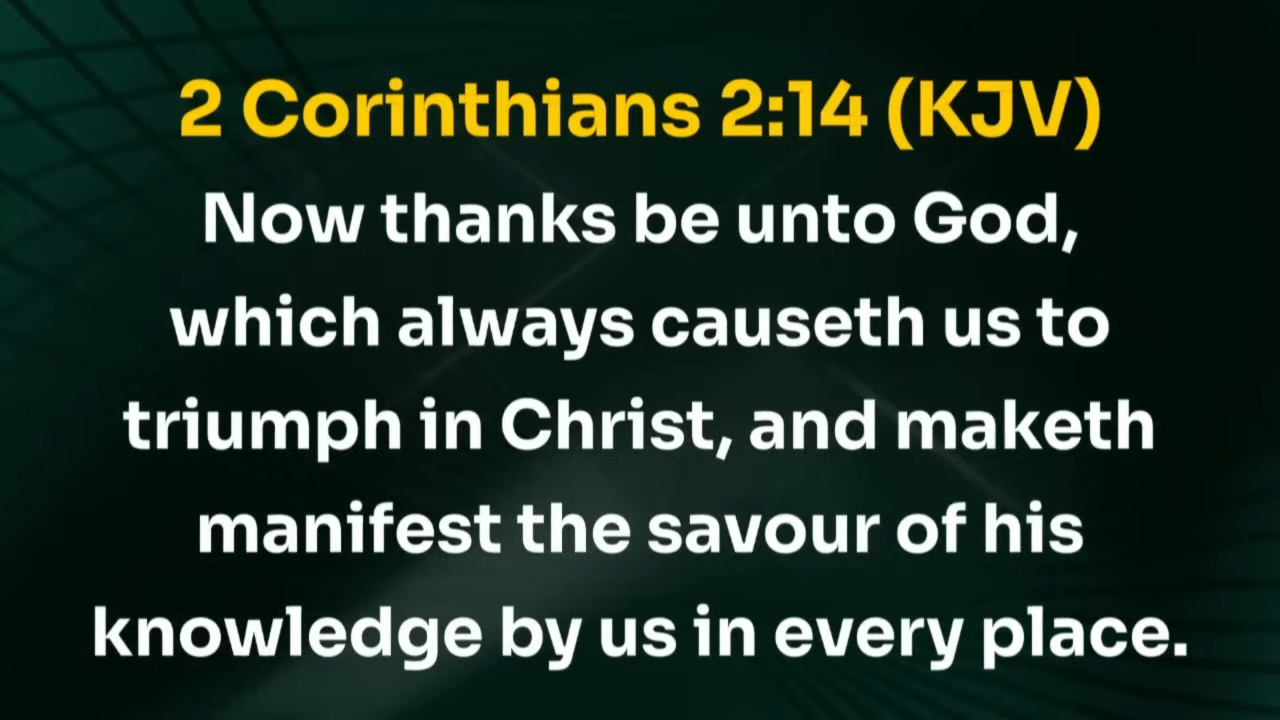 2 Corinthians 2:14 (KJV)
Now thanks be unto God,
which always causeth us to
triumph in Christ, and maketh
manifest the savour of his
knowledge by us in every place.